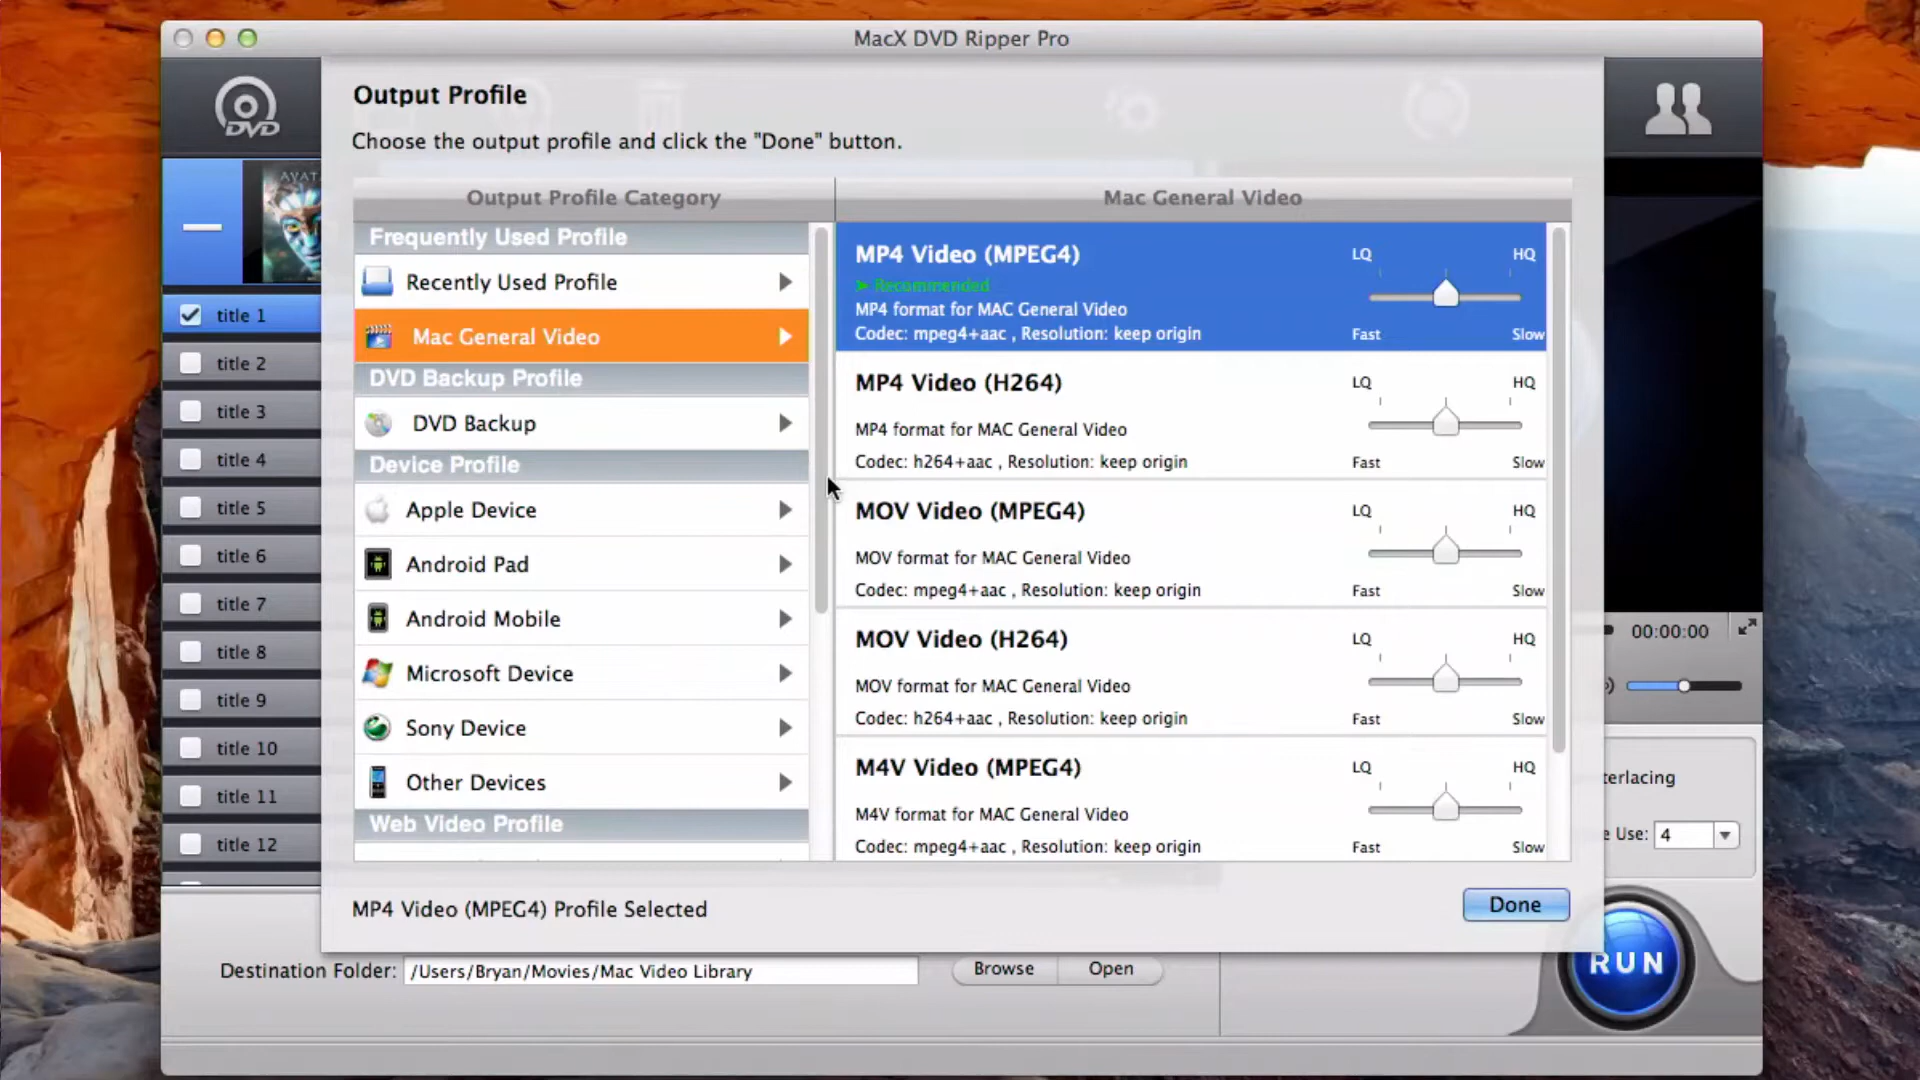 MacX DVD Ripper Pro
DVD
Output Profile
Choose the output profile and click the "Done" button.
Output Profile Category
Mac General Video
AVATA
title 1
title 2
title 3
title 4
title 5
title 6
title 7
title 8
title 9
title 10
title 11
title 12
Frequently Used Profile
Recently Used Profile
Mac General Video
DVD Backup Profile
DVD Backup
Device Profile
Apple Device
Android Pad
Android Mobile
Microsoft Device
Sony Device
Other Devices
Web Video Profile
MP4 Video (MPEG4)
LQ HQ
➤ Recommended
MP4 format for MAC General Video
Codec: mpeg4+aac , Resolution: keep origin
Fast Slow
MP4 Video (H264)
LQ HQ
MP4 format for MAC General Video
Codec: h264+aac , Resolution: keep origin
Fast Slow
MOV Video (MPEG4)
LQ HQ
MOV format for MAC General Video
Codec: mpeg4+aac , Resolution: keep origin
Fast Slow
MOV Video (H264)
LQ HQ
MOV format for MAC General Video
Codec: h264+aac , Resolution: keep origin
Fast Slow
M4V Video (MPEG4)
LQ HQ
M4V format for MAC General Video
Codec: mpeg4+aac , Resolution: keep origin
Fast Slow
00:00:00
terlacing
e Use: 4
MP4 Video (MPEG4) Profile Selected
Done
Destination Folder: /Users/Bryan/Movies/Mac Video Library
Browse
Open
RUN